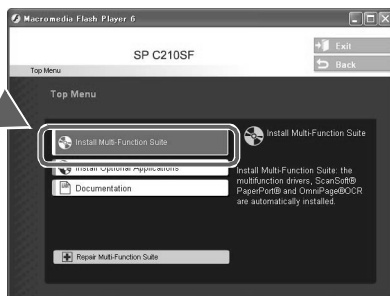 Macromedia Flash Player 6
SP C210SF
Exit
Back
Top Menu
Top Menu
Install Multi-Function Suite
Install Optional Applications
Documentation
Repair Multi-Function Suite
Install Multi-Function Suite
Install Multi-Function Suite: the
multifunction drivers, ScanSoft®
PaperPort® and OmniPage®OCR
are automatically installed.